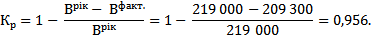 Кр = 1 − (Врік − Вфакт.) / Врік = 1 − (219 000 − 209 300) / 219 000 = 0,956.